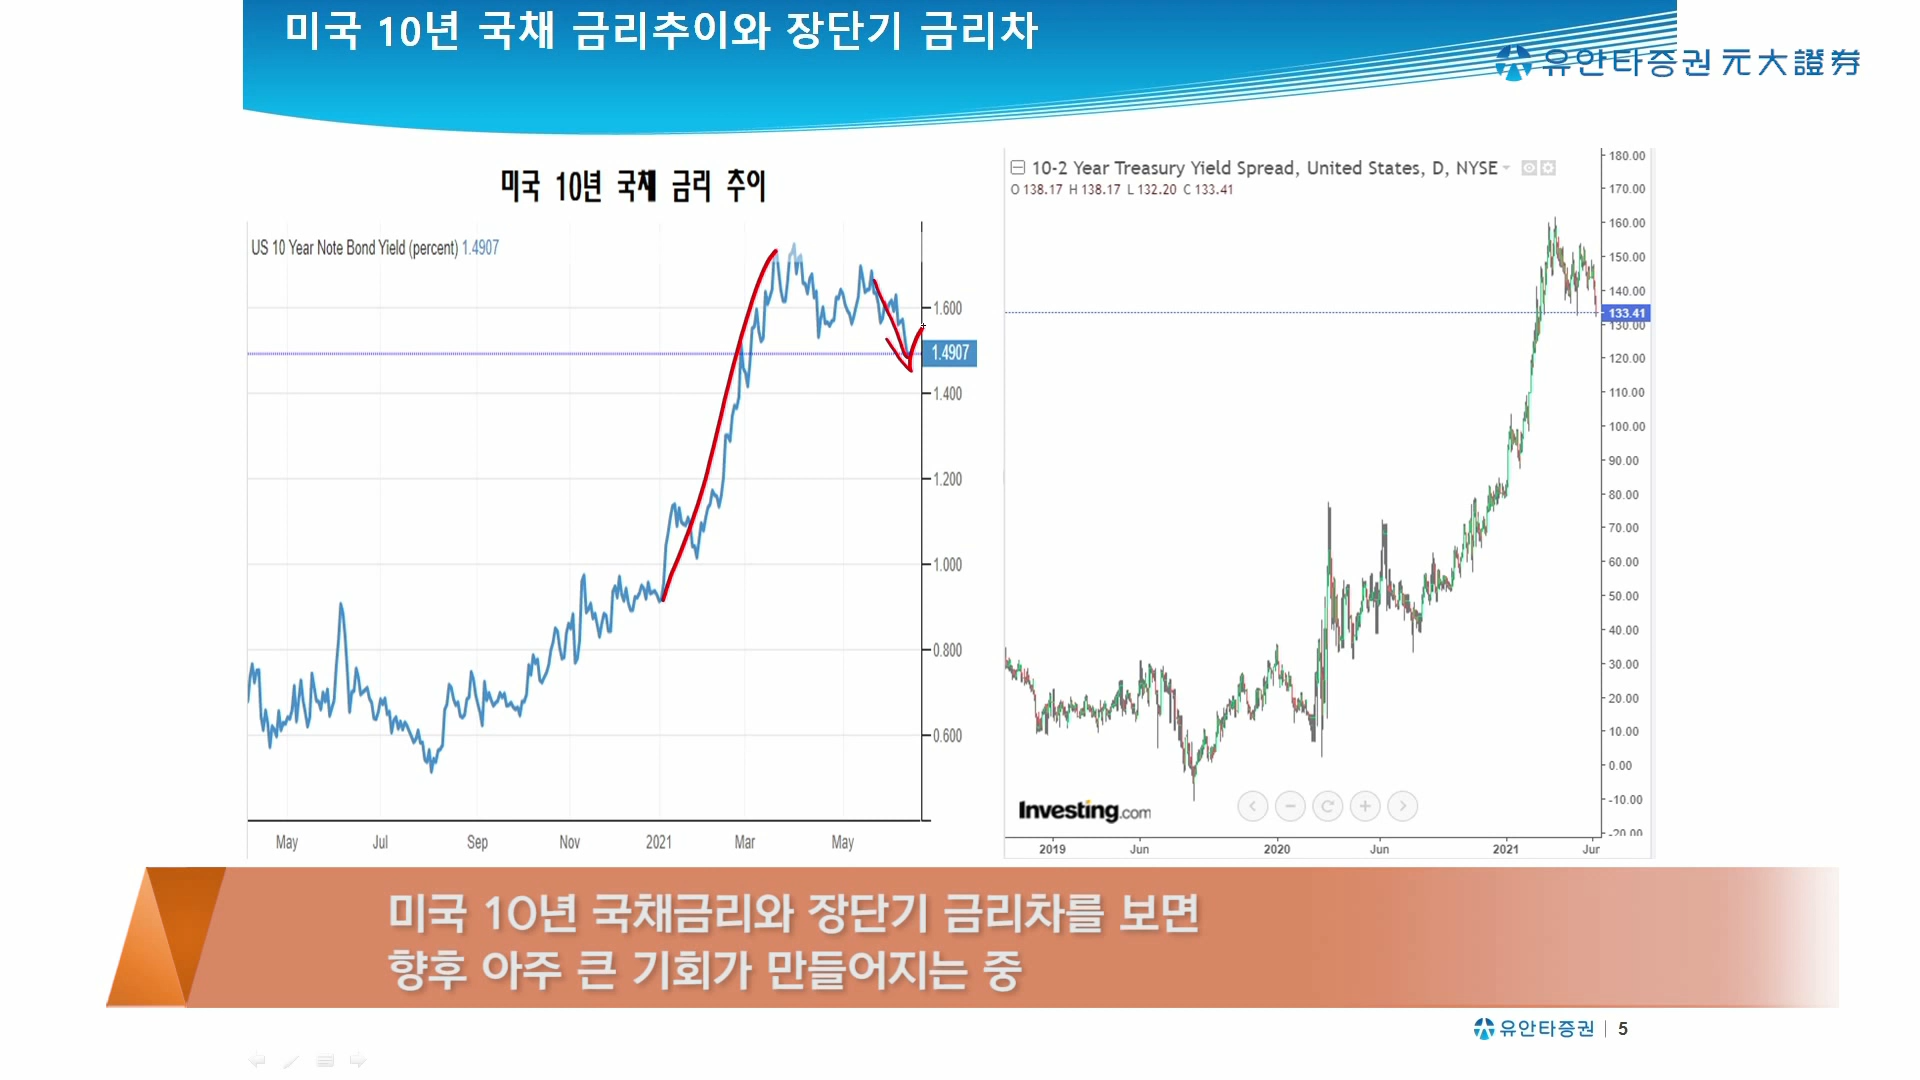 미국 10년 국채 금리추이와 장단기 금리차
유안타증권 元大證券
미국 10년 국채 금리 추이
US 10 Year Note Bond Yield (percent) 1.4907
1.600
1.4907
1.400
1.200
1.000
0.800
0.600
May Jul Sep Nov 2021 Mar May
10-2 Year Treasury Yield Spread, United States, D, NYSE
O 138.17 H 138.17 L 132.20 C 133.41
180.00
170.00
160.00
150.00
140.00
133.41
130.00
120.00
110.00
100.00
90.00
80.00
70.00
60.00
50.00
40.00
30.00
20.00
10.00
0.00
-10.00
-20.00
Investing.com
2019 Jun 2020 Jun 2021 Jur
미국 10년 국채금리와 장단기 금리차를 보면
향후 아주 큰 기회가 만들어지는 중
유안타증권 | 5